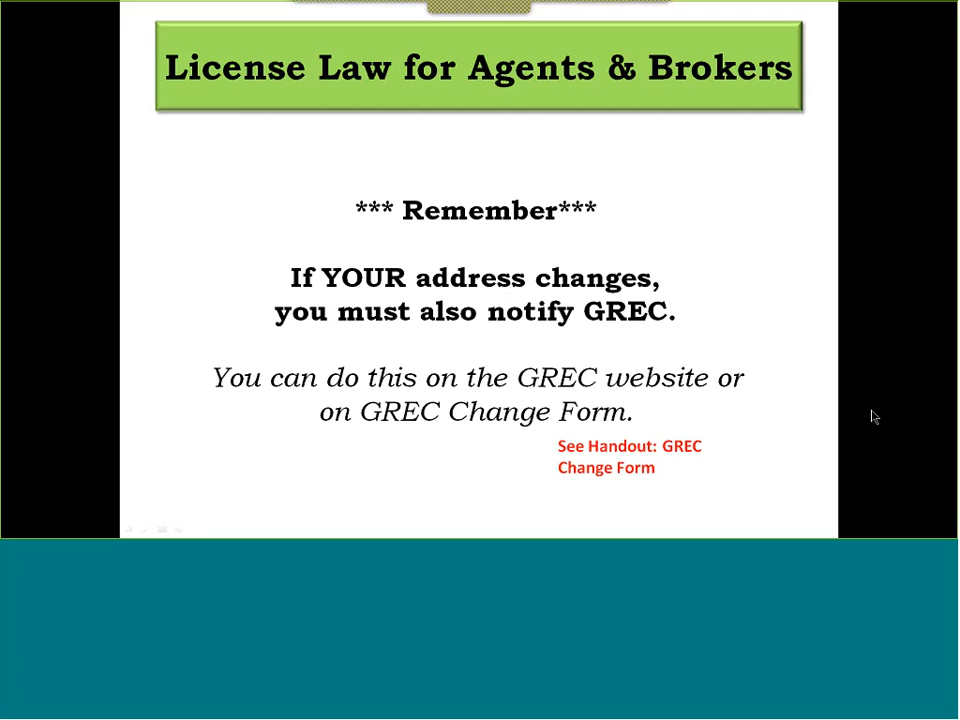 License Law for Agents & Brokers
*** Remember***
If YOUR address changes,
you must also notify GREC.
You can do this on the GREC website or
on GREC Change Form.
See Handout: GREC
Change Form